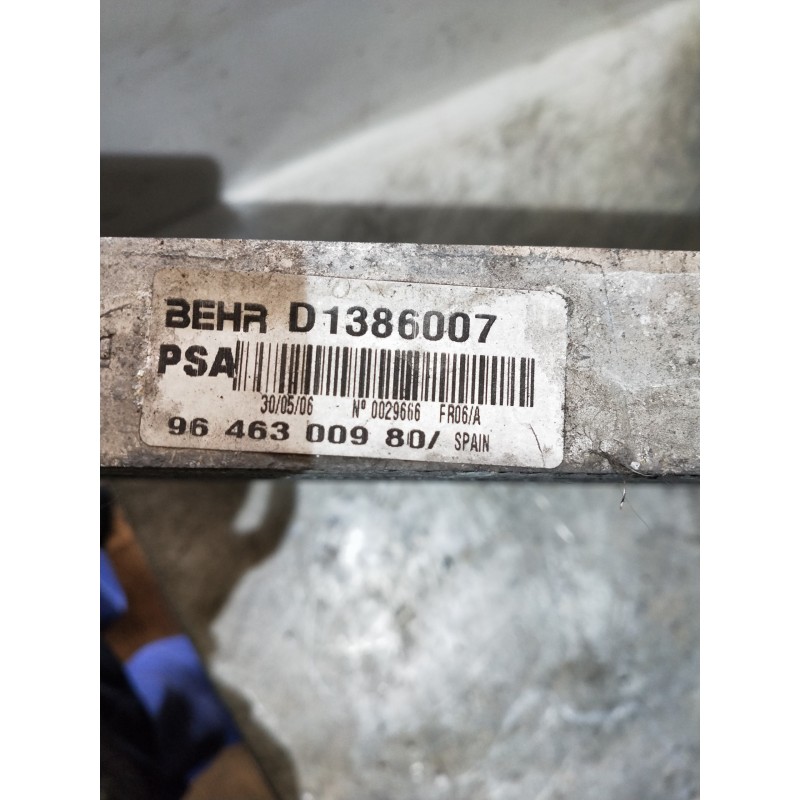 BEHR D1386007
PSA
30/05/06 Nº 0029666 FR06/A
96 463 009 80/ SPAIN